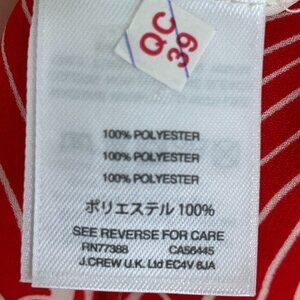 QC
39
100% POLYESTER
100% POLYESTER
100% POLYESTER
ポリエステル 100%
SEE REVERSE FOR CARE
RN77388 CA56445
J.CREW U.K. Ltd EC4V 6JA